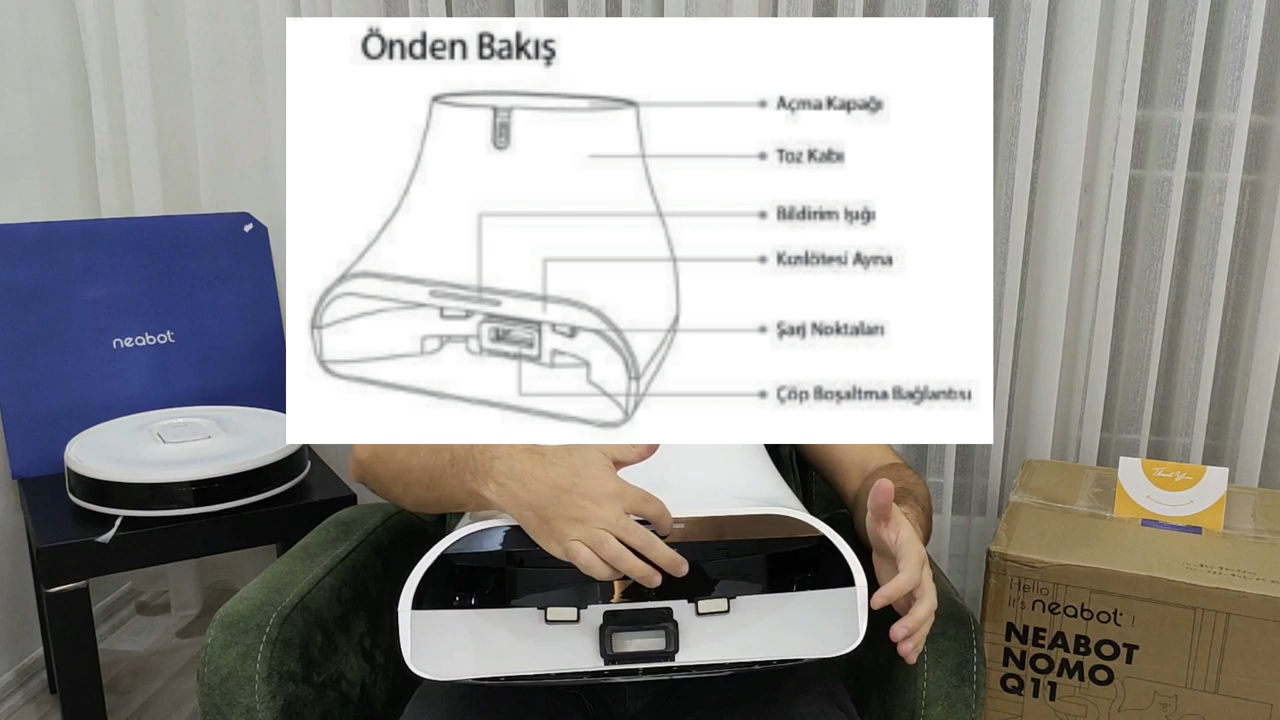 Önden Bakış
Açma Kapağı
Toz Kabı
Bildirim Işığı
Kızılötesi Ayna
Şarj Noktaları
Çöp Boşaltma Bağlantısı
neabot
Thank You
Hello
It's neabot!
NEABOT
NOMO
Q11